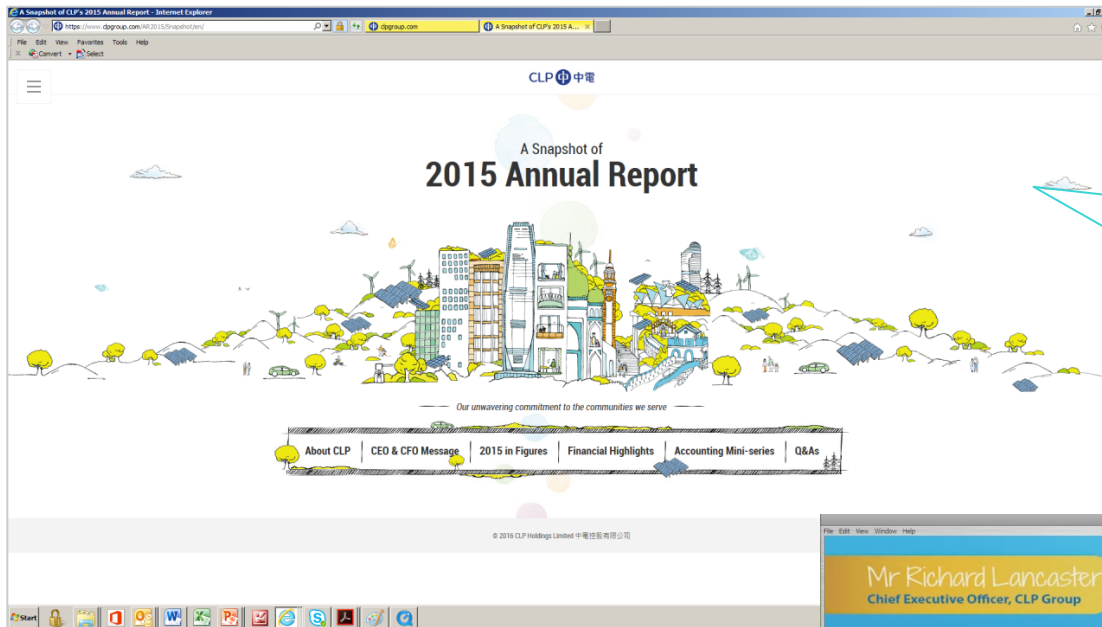 A Snapshot of CLP's 2015 Annual Report - Internet Explorer
https://www.clpgroup.com/AR2015/Snapshot/en/
clpgroup.com
A Snapshot of CLP's 2015 A...
File Edit View Favorites Tools Help
Convert Select
CLP 中電
A Snapshot of
2015 Annual Report
Our unwavering commitment to the communities we serve
About CLP CEO & CFO Message 2015 in Figures Financial Highlights Accounting Mini-series Q&As
© 2016 CLP Holdings Limited 中電控股有限公司
File Edit View Window Help
Mr Richard Lancaster
Chief Executive Officer, CLP Group
Start